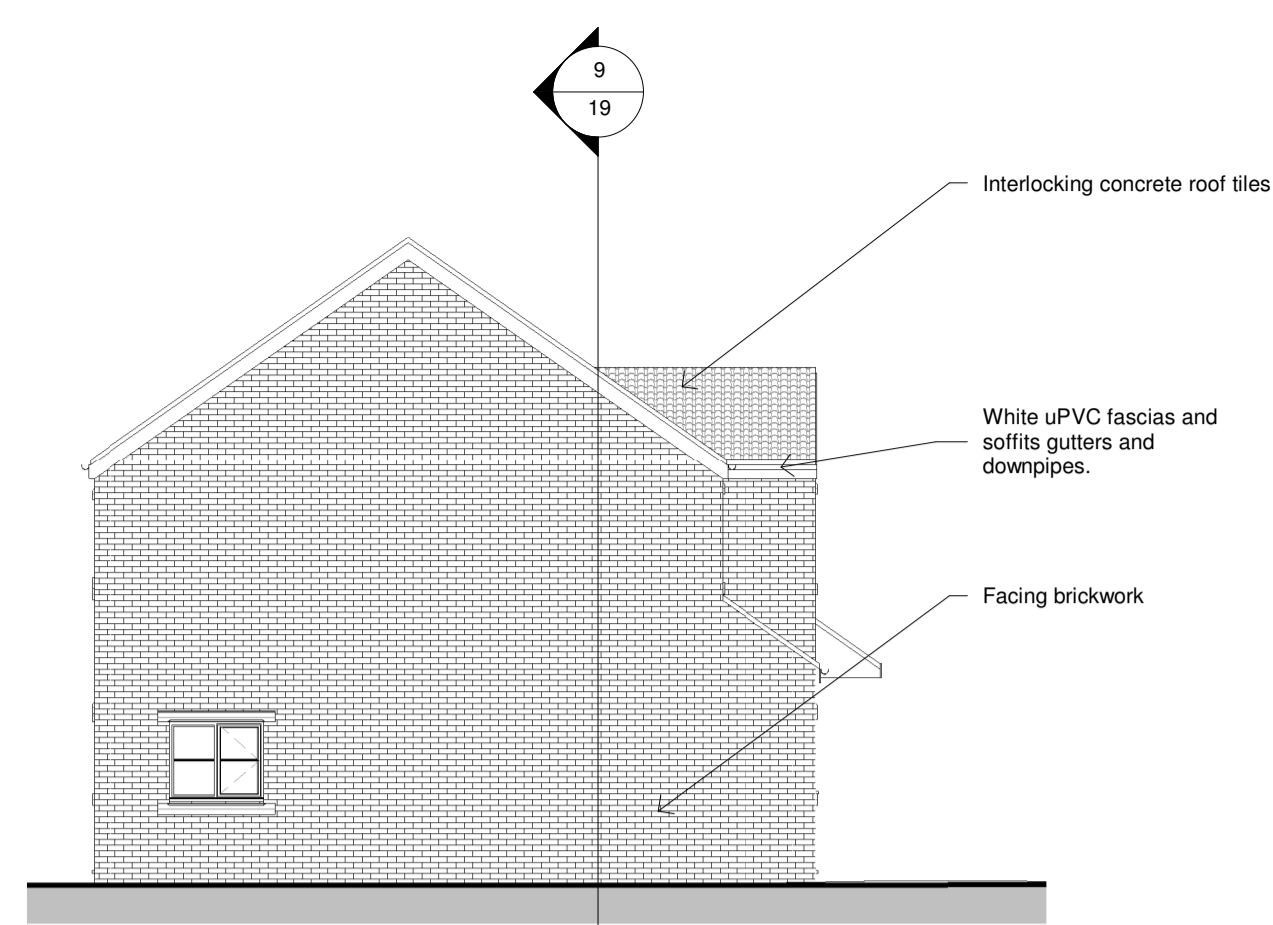 9
19
Interlocking concrete roof tiles
White uPVC fascias and
soffits gutters and
downpipes.
Facing brickwork